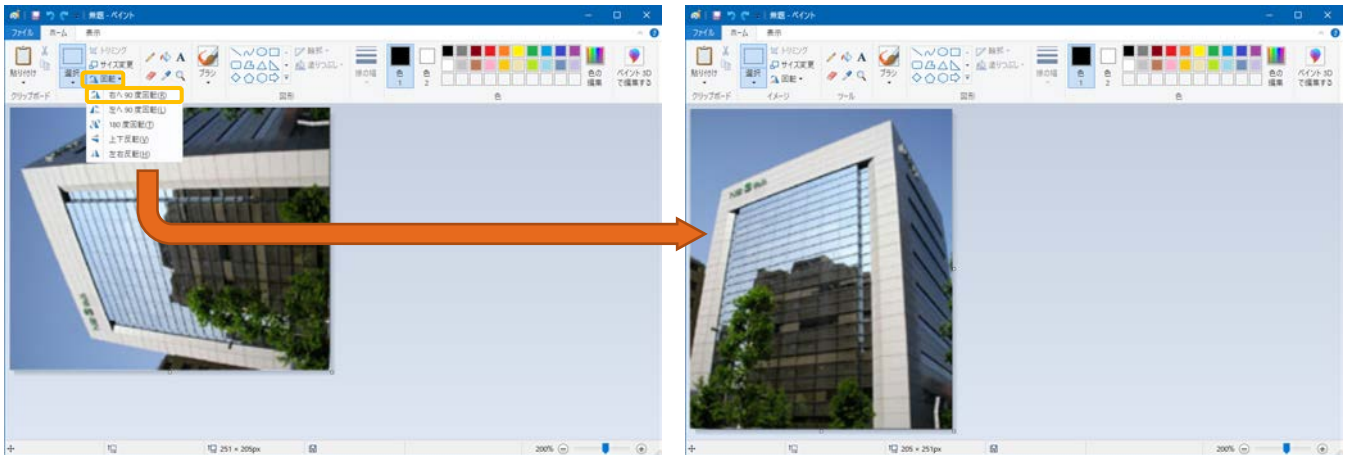 無題 - ペイント
ファイル ホーム 表示
貼り付け
選択
トリミング
サイズ変更
回転
A
ブラシ
輪郭
塗りつぶし
線の幅
色 1
色 2
色の編集
ペイント 3D で編集する
クリップボード
図形
色
右へ 90 度回転(R)
左へ 90 度回転(L)
180 度回転(T)
上下反転(V)
左右反転(H)
251 × 205px
200%
無題 - ペイント
ファイル ホーム 表示
貼り付け
選択
トリミング
サイズ変更
回転
A
ブラシ
輪郭
塗りつぶし
線の幅
色 1
色 2
色の編集
ペイント 3D で編集する
クリップボード
イメージ
ツール
図形
色
205 × 251px
200%